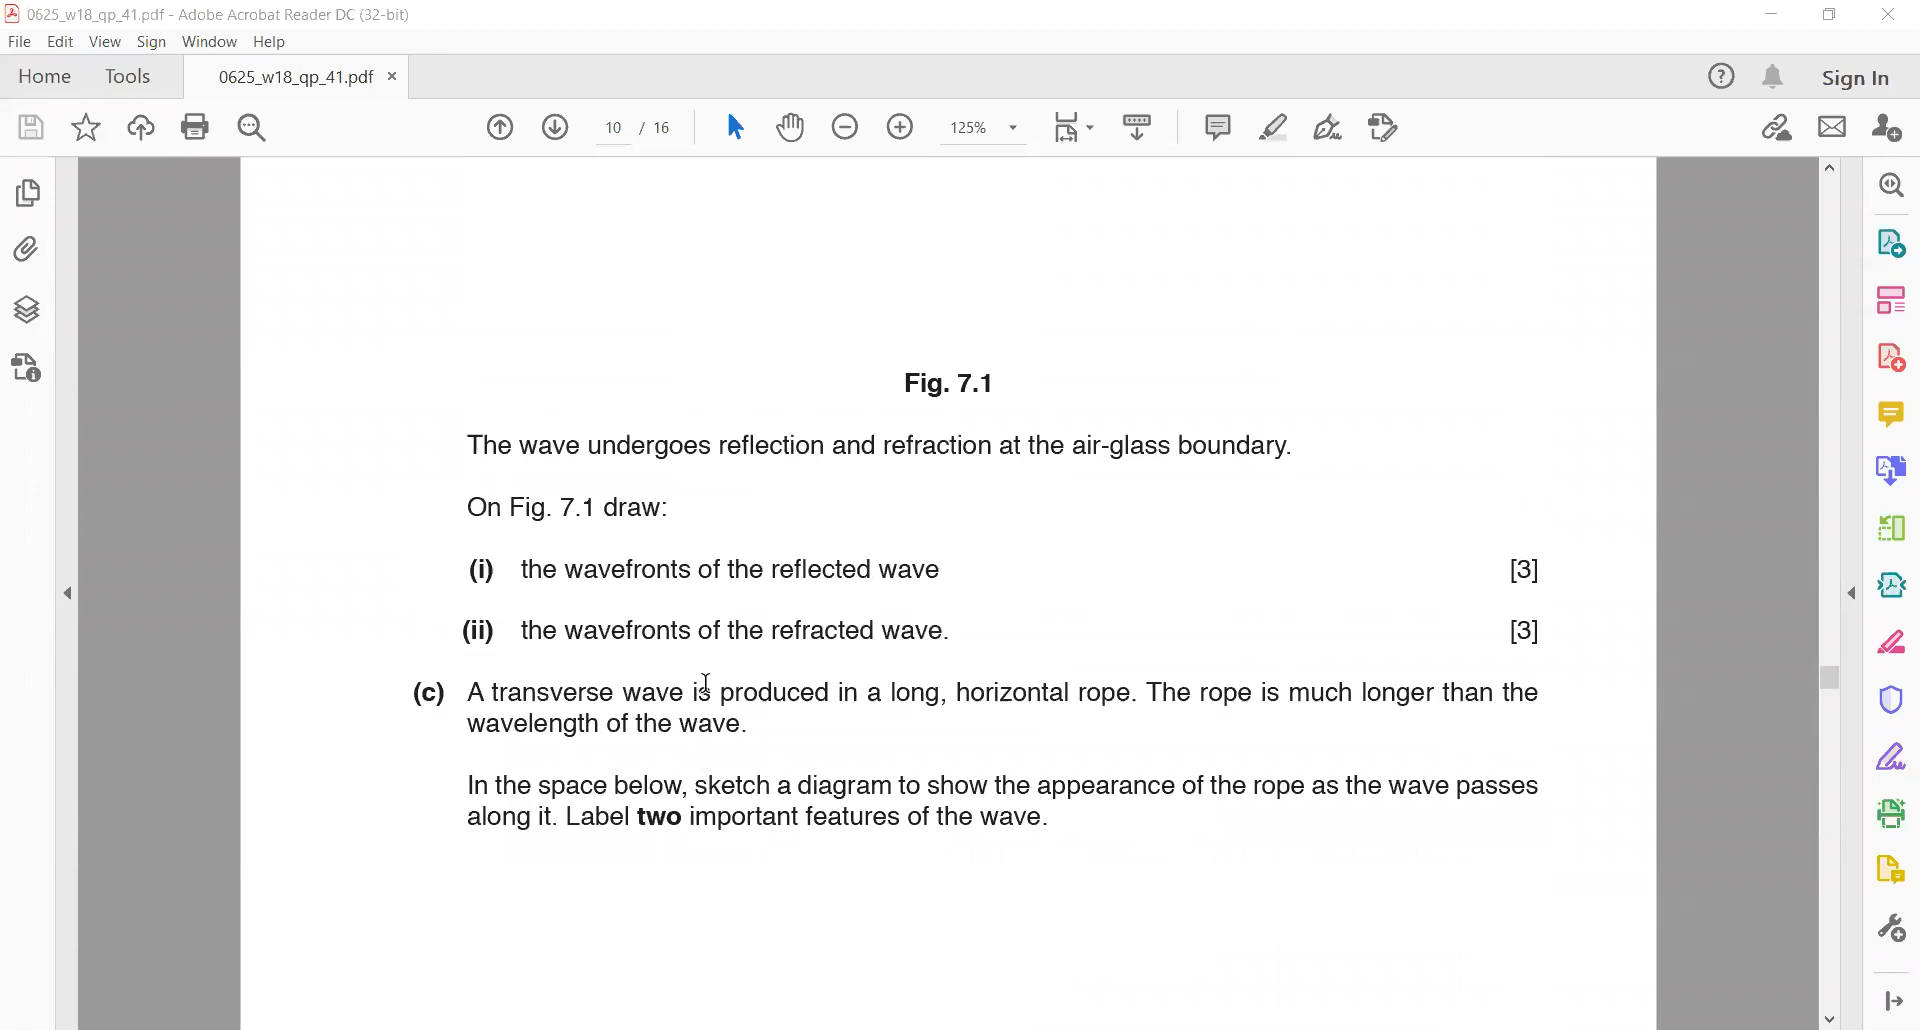 0625_w18_qp_41.pdf - Adobe Acrobat Reader DC (32-bit)
File Edit View Sign Window Help
Home Tools 0625_w18_qp_41.pdf × Sign In
10 / 16 125%
Fig. 7.1
The wave undergoes reflection and refraction at the air-glass boundary.
On Fig. 7.1 draw:
(i) the wavefronts of the reflected wave [3]
(ii) the wavefronts of the refracted wave. [3]
(c) A transverse wave is produced in a long, horizontal rope. The rope is much longer than the
wavelength of the wave.
In the space below, sketch a diagram to show the appearance of the rope as the wave passes
along it. Label two important features of the wave.